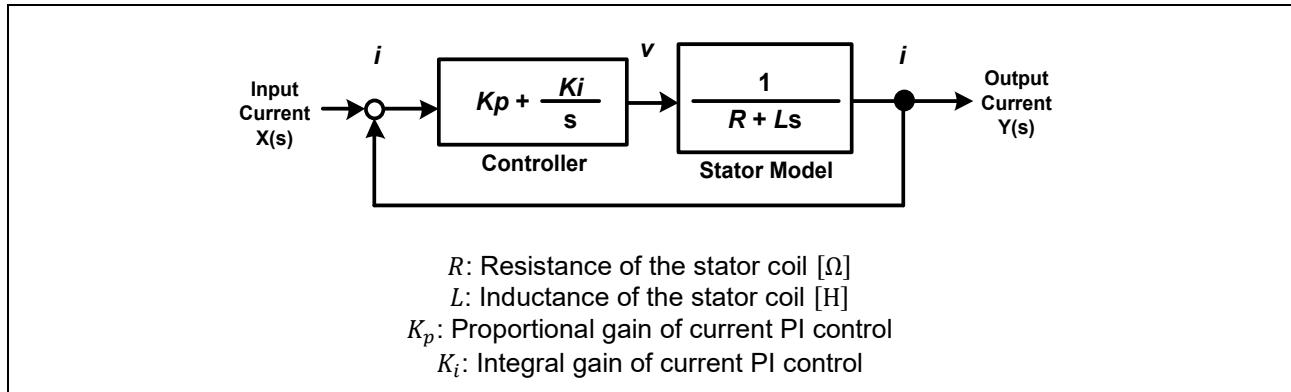 i
v
i
Input
Current
X(s)
Kp + Ki
s
1
R + Ls
Output
Current
Y(s)
Controller
Stator Model
R: Resistance of the stator coil [Ω]
L: Inductance of the stator coil [H]
Kp: Proportional gain of current PI control
Ki: Integral gain of current PI control